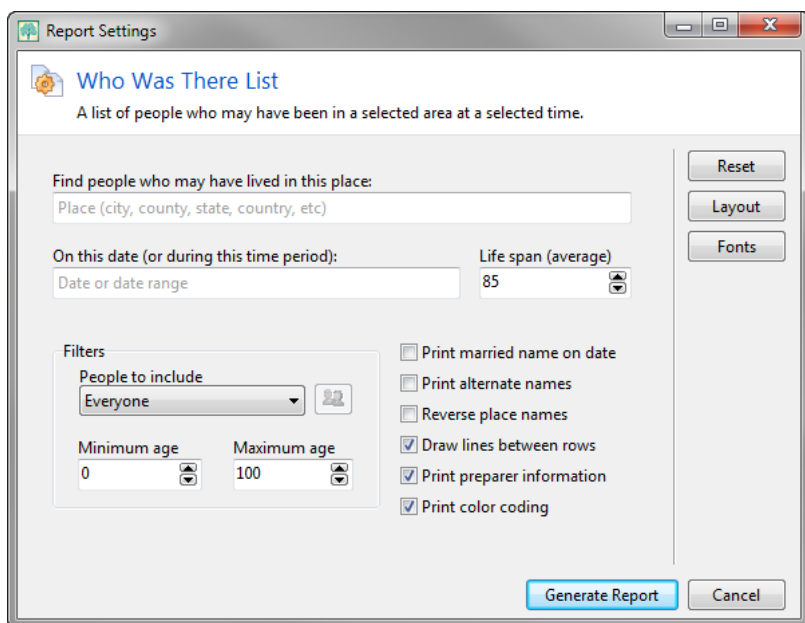 Report Settings
Who Was There List
A list of people who may have been in a selected area at a selected time.
Find people who may have lived in this place:
Place (city, county, state, country, etc)
On this date (or during this time period):
Life span (average)
Date or date range
85
Filters
People to include
Everyone
Minimum age
Maximum age
0
100
Print married name on date
Print alternate names
Reverse place names
Draw lines between rows
Print preparer information
Print color coding
Reset
Layout
Fonts
Generate Report
Cancel